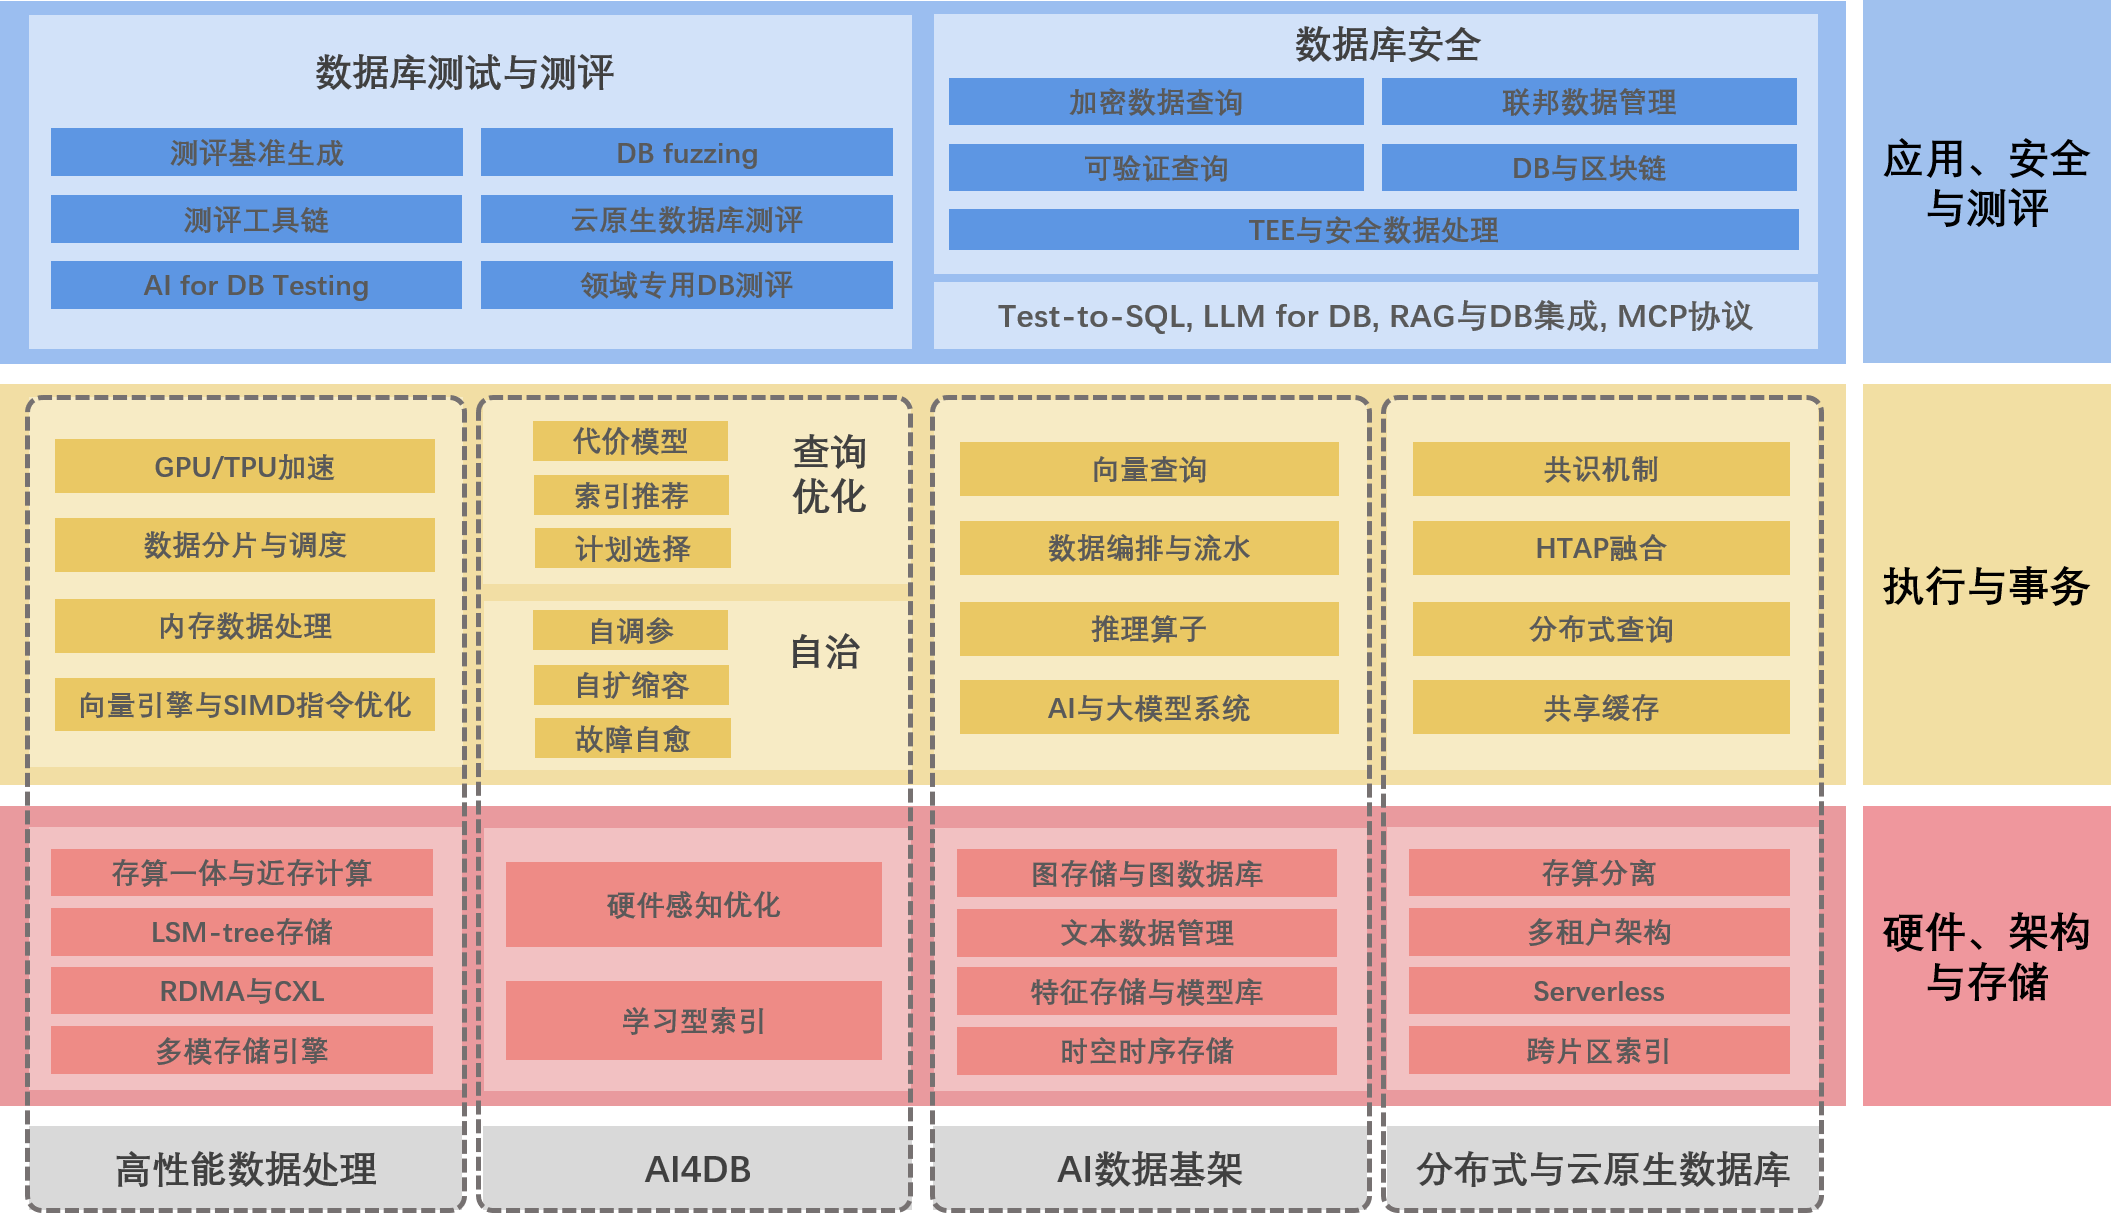 数据库测试与测评
测评基准生成
DB fuzzing
测评工具链
云原生数据库测评
AI for DB Testing
领域专用DB测评
数据库安全
加密数据查询
联邦数据管理
可验证查询
DB与区块链
TEE与安全数据处理
Test-to-SQL, LLM for DB, RAG与DB集成, MCP协议
应用、安全
与测评
GPU/TPU加速
数据分片与调度
内存数据处理
向量引擎与SIMD指令优化
代价模型
索引推荐
计划选择
查询
优化
自调参
自扩缩容
故障自愈
自治
向量查询
数据编排与流水
推理算子
AI与大模型系统
共识机制
HTAP融合
分布式查询
共享缓存
执行与事务
存算一体与近存计算
LSM-tree存储
RDMA与CXL
多模存储引擎
硬件感知优化
学习型索引
图存储与图数据库
文本数据管理
特征存储与模型库
时空时序存储
存算分离
多租户架构
Serverless
跨片区索引
硬件、架构
与存储
高性能数据处理
AI4DB
AI数据基架
分布式与云原生数据库